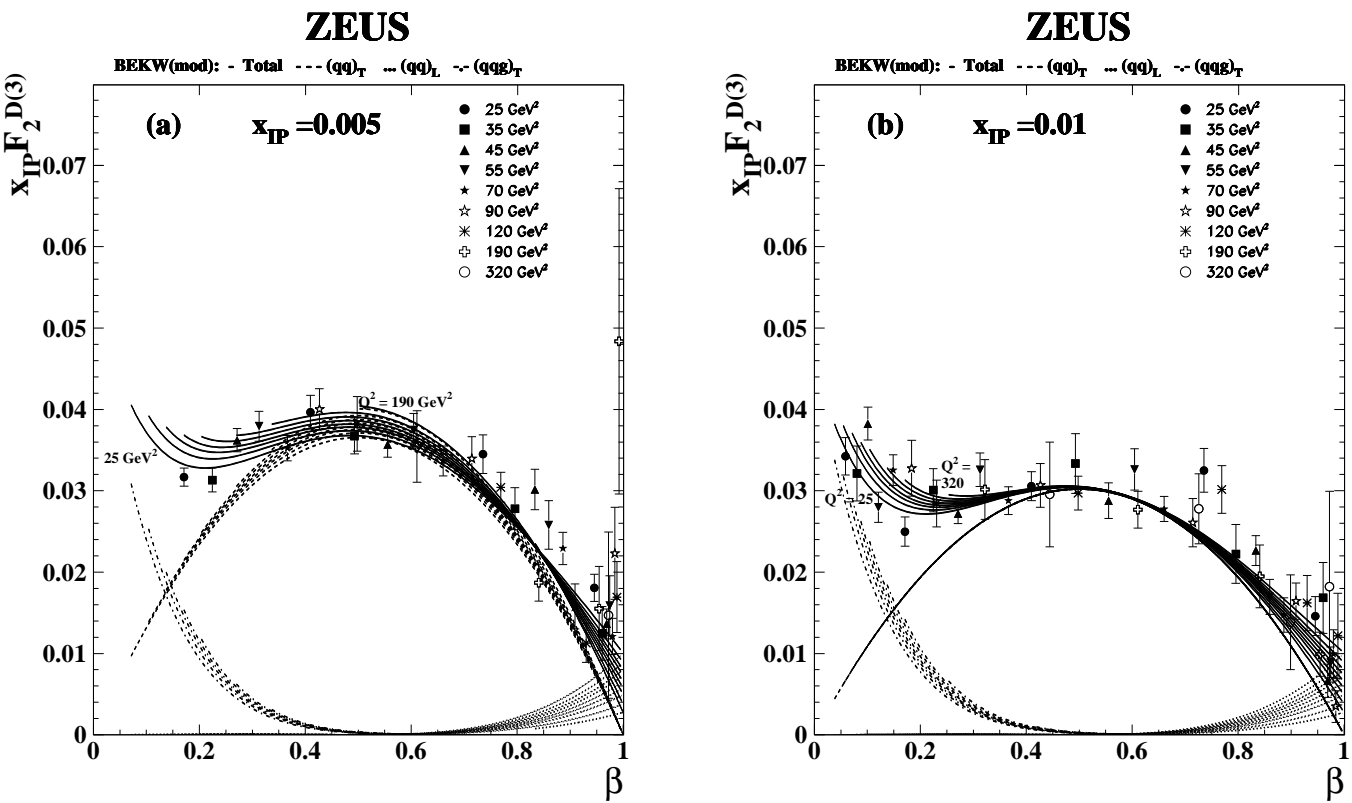 ZEUS
BEKW(mod): - Total --- (qq)T ... (qq)L -.- (qqg)T
xIPF2D(3)
(a) xIP =0.005
25 GeV2
35 GeV2
45 GeV2
55 GeV2
70 GeV2
90 GeV2
120 GeV2
190 GeV2
320 GeV2
0.07
0.06
0.05
0.04
0.03
0.02
0.01
0
Q2 = 190 GeV2
25 GeV2
0 0.2 0.4 0.6 0.8 1
β
ZEUS
BEKW(mod): - Total --- (qq)T ... (qq)L -.- (qqg)T
xIPF2D(3)
(b) xIP =0.01
25 GeV2
35 GeV2
45 GeV2
55 GeV2
70 GeV2
90 GeV2
120 GeV2
190 GeV2
320 GeV2
0.07
0.06
0.05
0.04
0.03
0.02
0.01
0
Q2 =
320
Q2 = 25
0 0.2 0.4 0.6 0.8 1
β